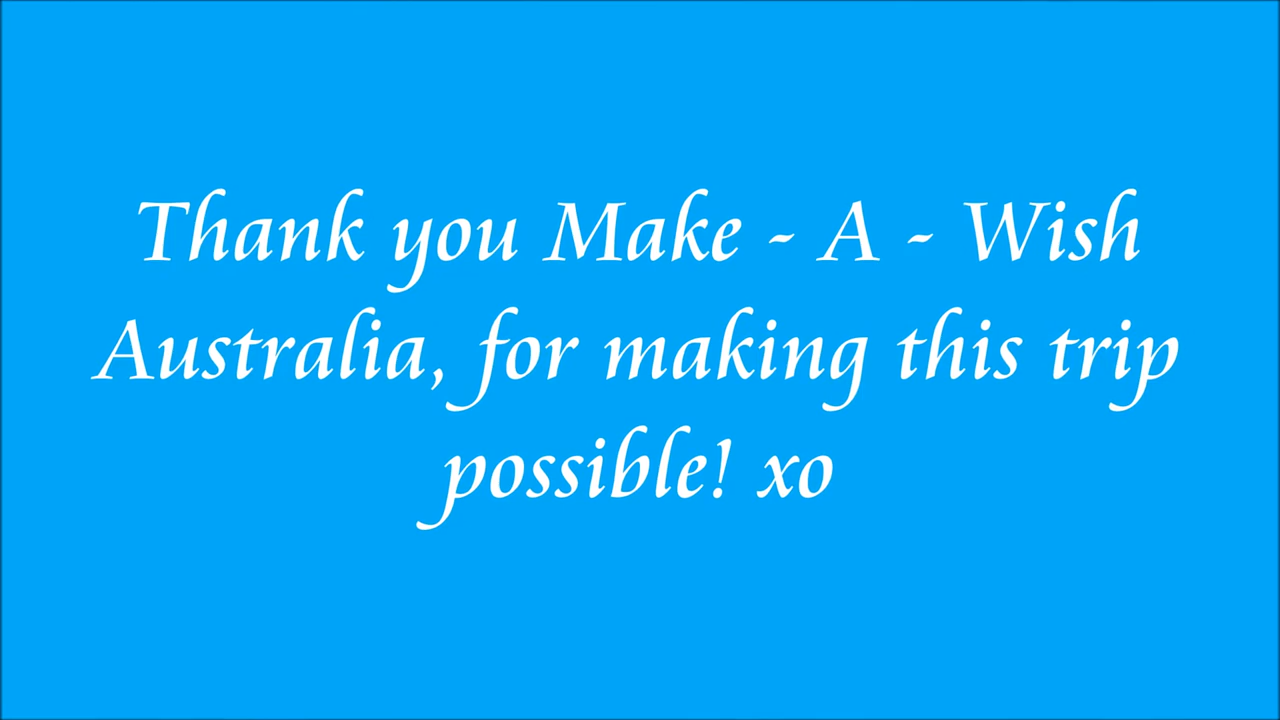 Thank you Make - A - Wish
Australia, for making this trip
possible! xo